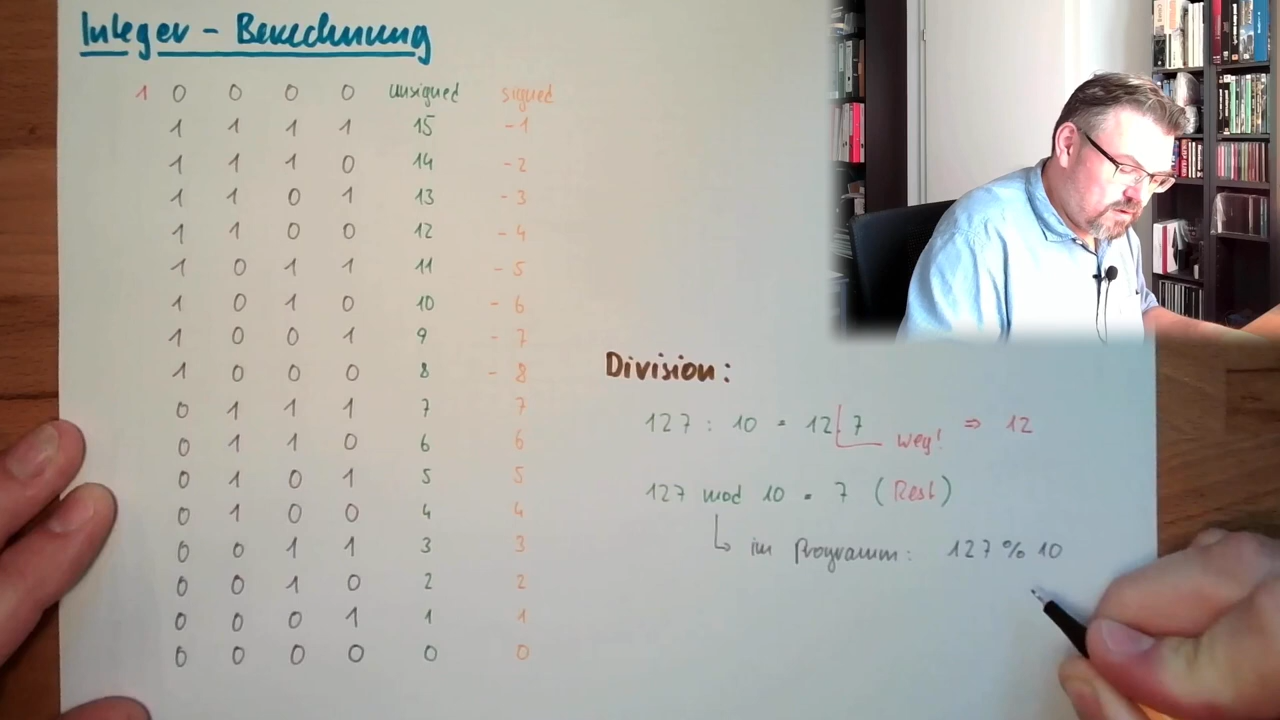 Integer - Berechnung
1 0 0 0 0 unsigned signed
1 1 1 1 15 -1
1 1 1 0 14 -2
1 1 0 1 13 -3
1 1 0 0 12 -4
1 0 1 1 11 -5
1 0 1 0 10 -6
1 0 0 1 9 -7
1 0 0 0 8 -8
0 1 1 1 7 7
0 1 1 0 6 6
0 1 0 1 5 5
0 1 0 0 4 4
0 0 1 1 3 3
0 0 1 0 2 2
0 0 0 1 1 1
0 0 0 0 0 0
Division:
127 : 10 = 12 7 weg! ⇒ 12
127 mod 10 = 7 (Rest)
↳ im Programm: 127 % 10